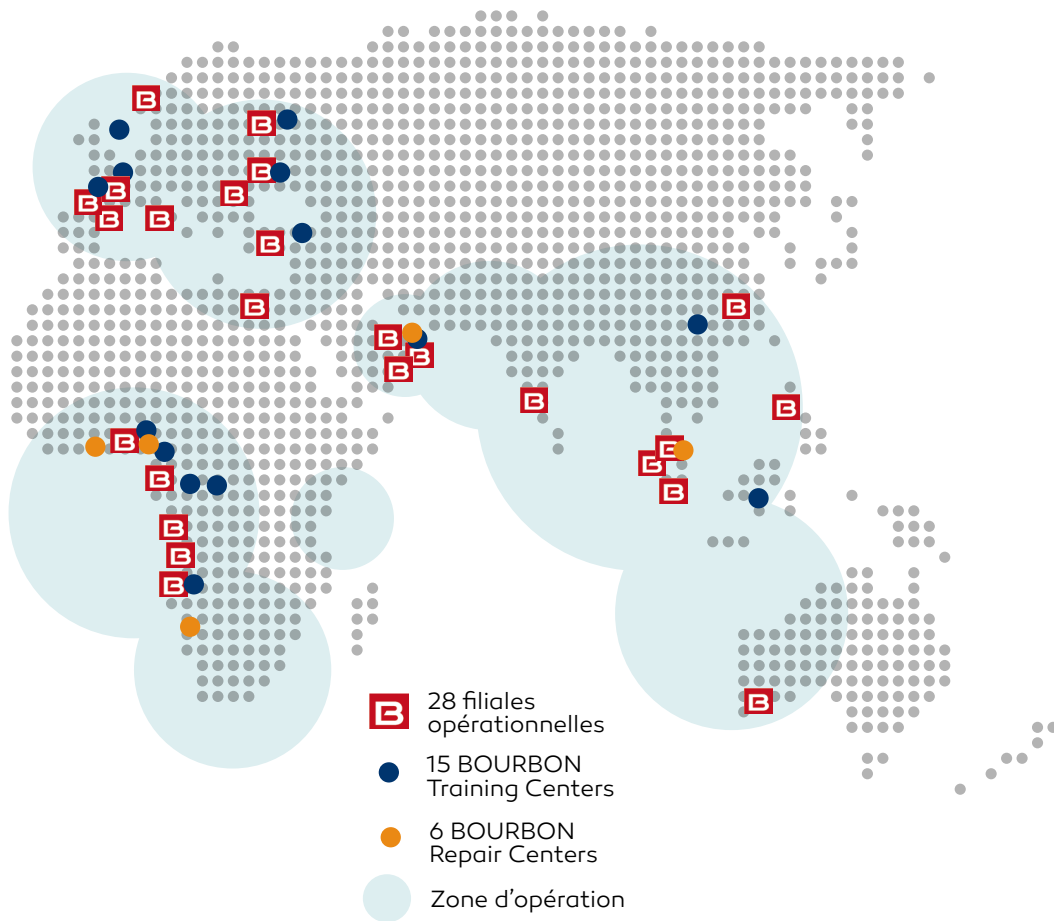 28 filiales
opérationnelles
15 BOURBON
Training Centers
6 BOURBON
Repair Centers
Zone d'opération